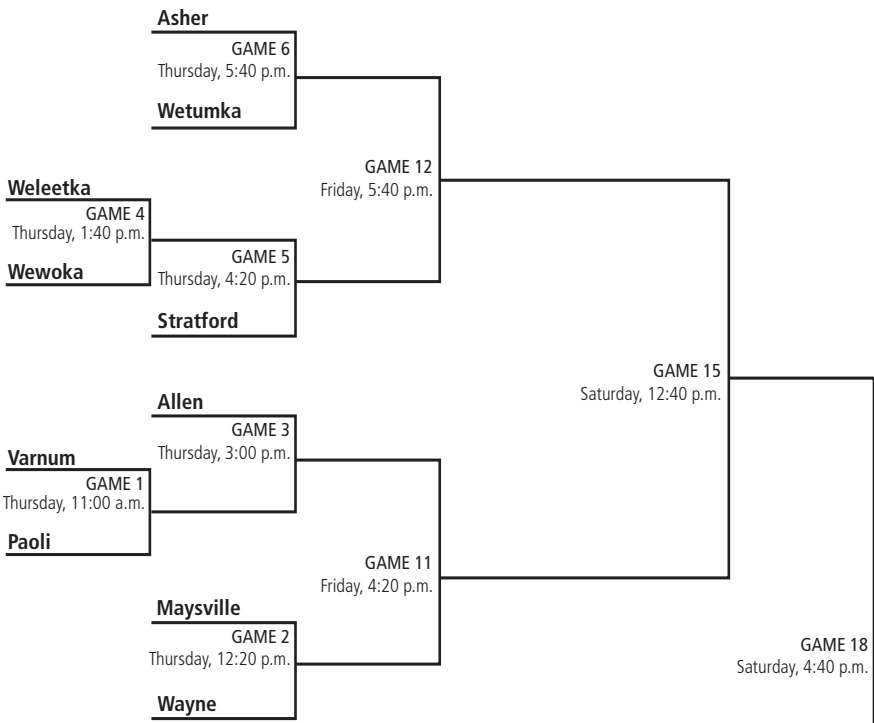 Asher
GAME 6
Thursday, 5:40 p.m.
Wetumka
GAME 12
Friday, 5:40 p.m.
Weleetka
GAME 4
Thursday, 1:40 p.m.
Wewoka
GAME 5
Thursday, 4:20 p.m.
Stratford
GAME 15
Saturday, 12:40 p.m.
Allen
GAME 3
Thursday, 3:00 p.m.
Varnum
GAME 1
Thursday, 11:00 a.m.
Paoli
GAME 11
Friday, 4:20 p.m.
Maysville
GAME 2
Thursday, 12:20 p.m.
Wayne
GAME 18
Saturday, 4:40 p.m.